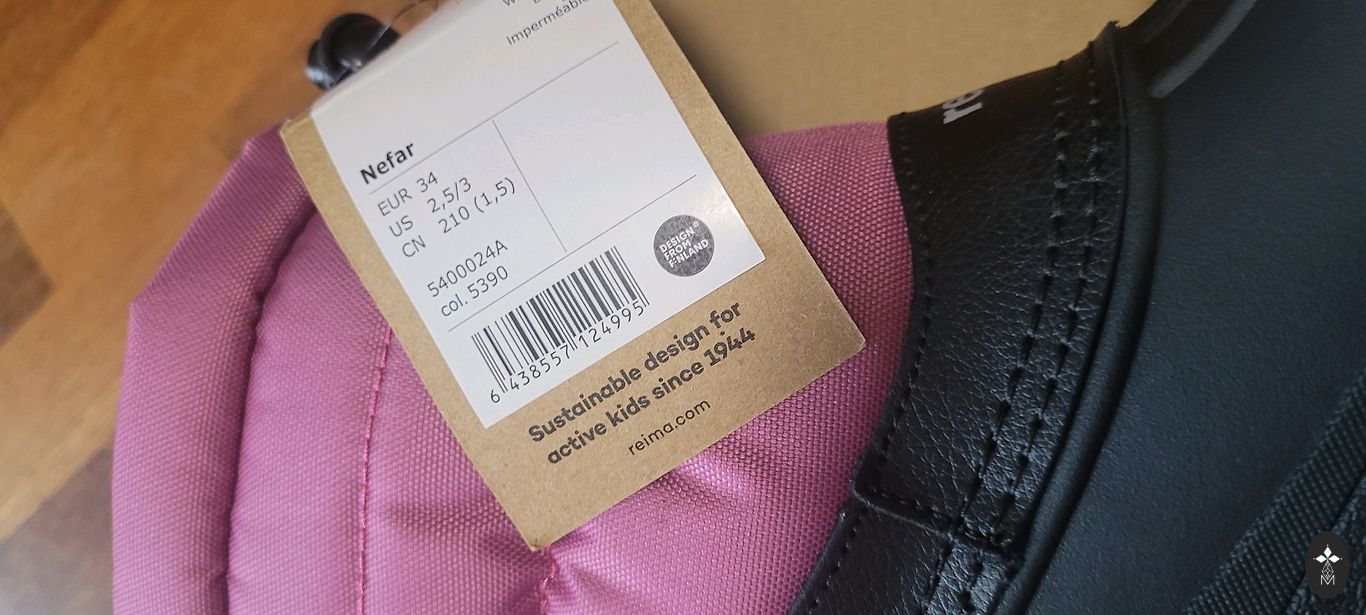 imperméable
Nefar
EUR 34
US 2,5/3
CN 210 (1,5)
5400024A
col. 5390
DESIGN
FROM
FINLAND
6 438557 124995
Sustainable design for
active kids since 1944
reima.com